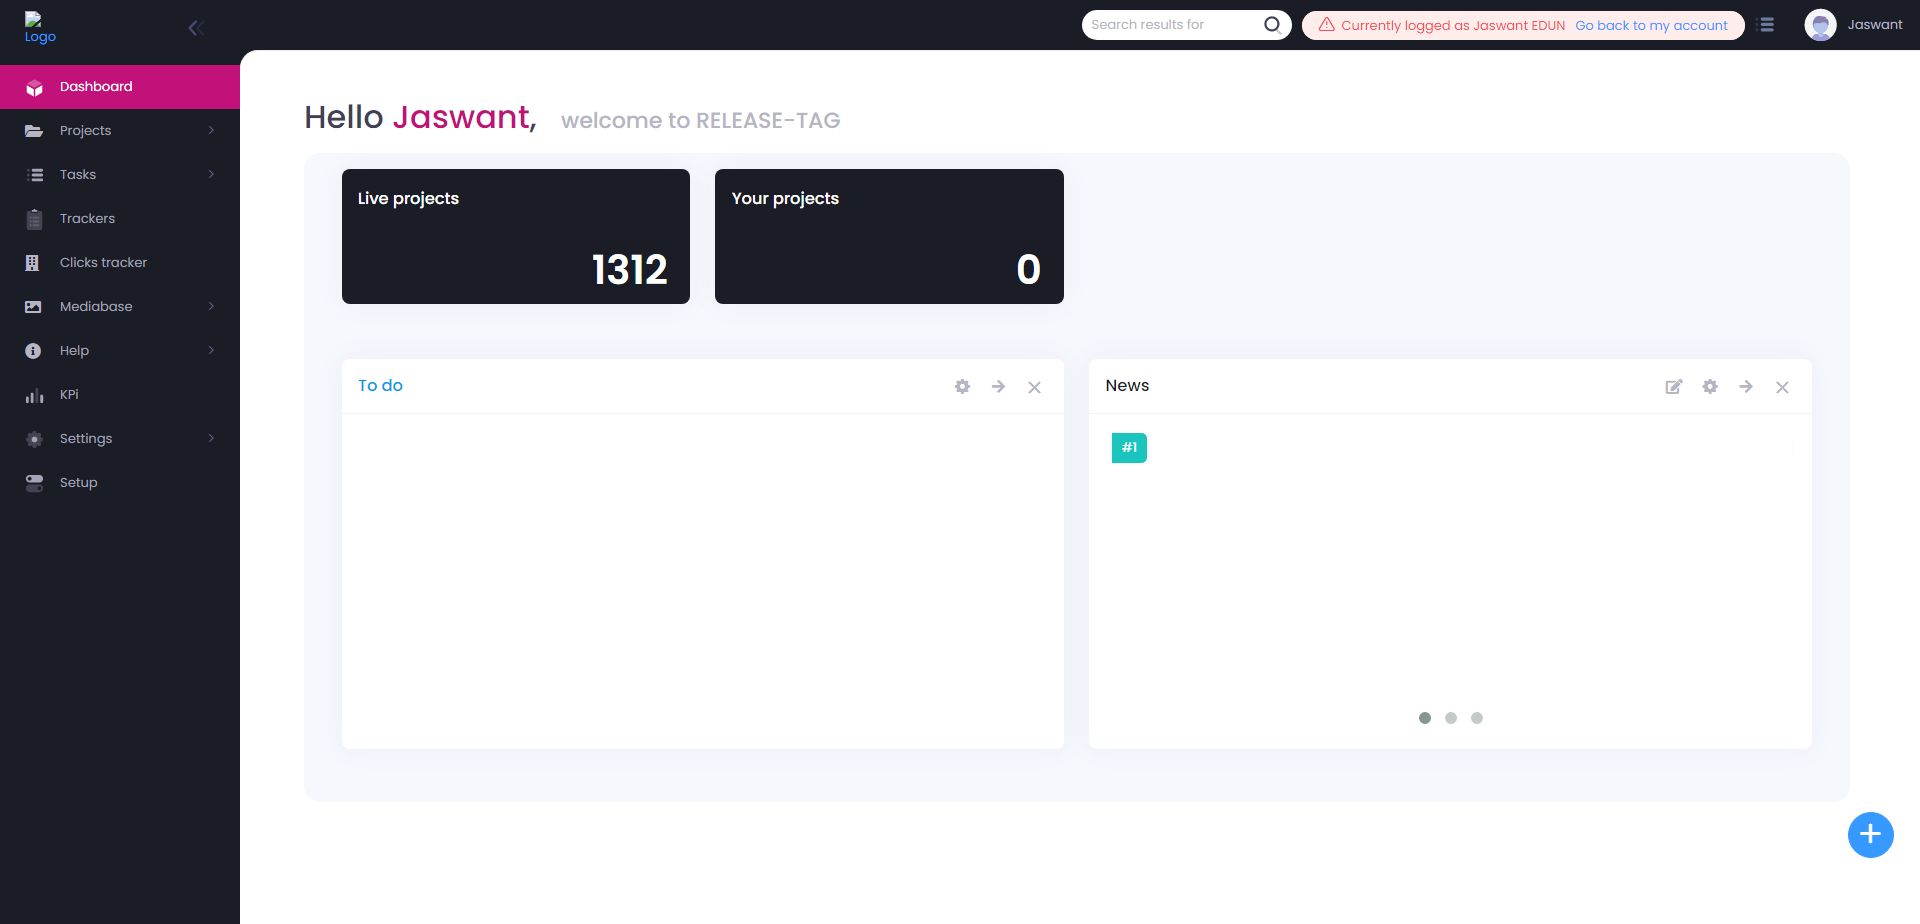 Logo
Search results for
Currently logged as Jaswant EDUN Go back to my account
Jaswant
Dashboard
Projects
Tasks
Trackers
Clicks tracker
Mediabase
Help
KPi
Settings
Setup
Hello Jaswant, welcome to RELEASE-TAG
Live projects
1312
Your projects
0
To do
News
#1